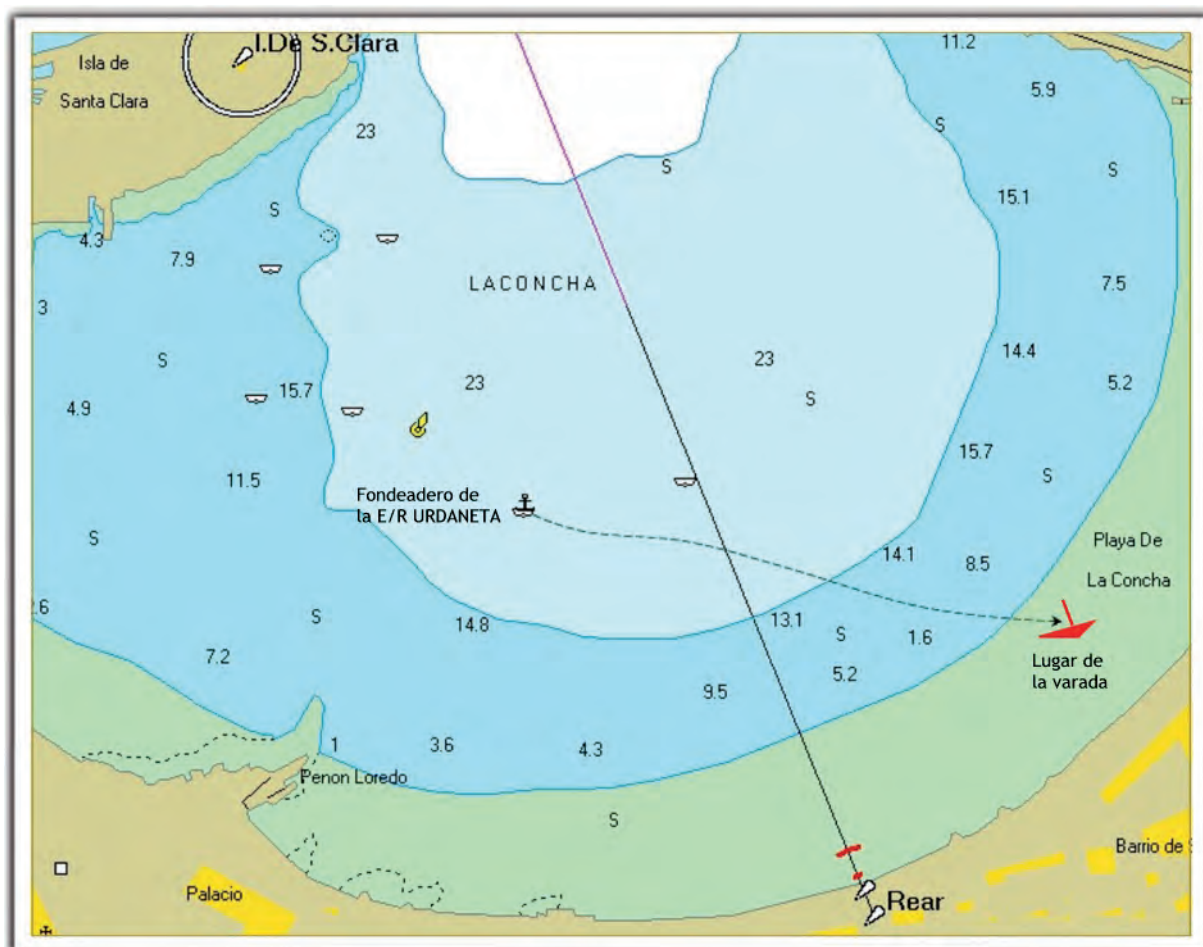 I.De S.Clara
11.2
Isla de
Santa Clara
5.9
23
S
S
S
15.1
S
4.3
7.9
LACONCHA
7.5
3
14.4
S
23
23
5.2
15.7
S
4.9
15.7
S
11.5
Fondeadero de
la E/R URDANETA
S
14.1
8.5
Playa De
La Concha
2.6
S
14.8
13.1
S
1.6
7.2
5.2
Lugar de
la varada
9.5
1
3.6
4.3
Penon Loredo
S
Barrio de S
Palacio
Rear